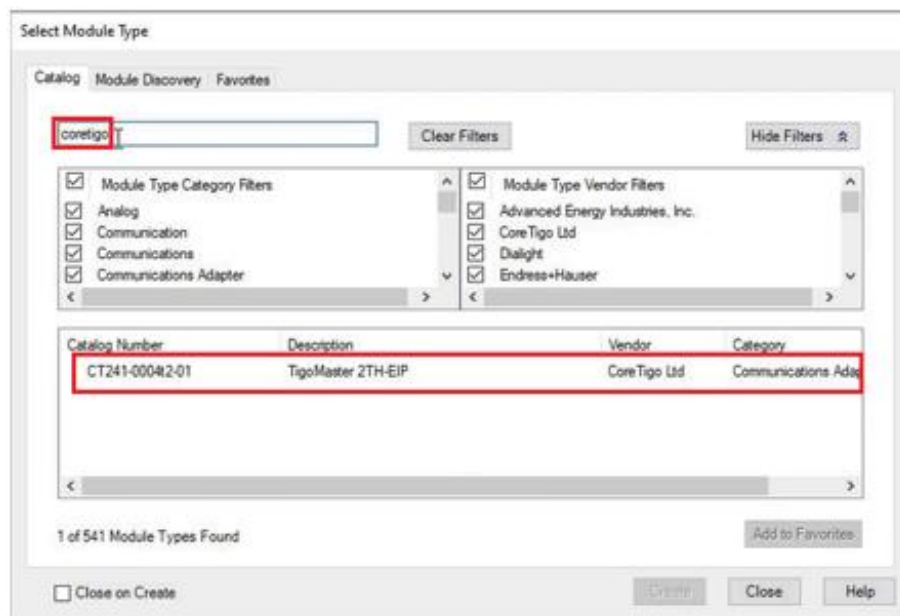 Select Module Type
Catalog Module Discovery Favorites
coretigo Clear Filters Hide Filters
Module Type Category Filters
Analog
Communication
Communications
Communications Adapter
Module Type Vendor Filters
Advanced Energy Industries, Inc.
CoreTigo Ltd
Dialight
Endress+Hauser
Catalog Number Description Vendor Category
CT241-0004t2-01 TigoMaster 2TH-EIP CoreTigo Ltd Communications Adap
1 of 541 Module Types Found Add to Favorites
Close on Create Create Close Help